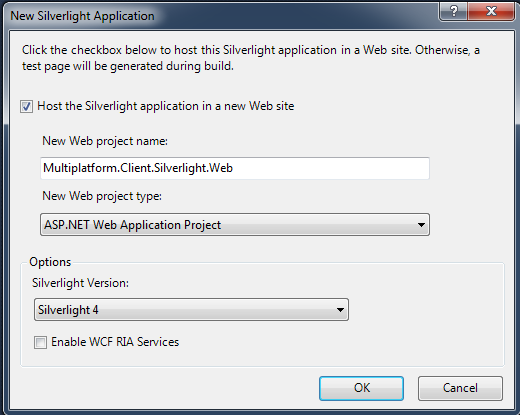 New Silverlight Application
Click the checkbox below to host this Silverlight application in a Web site. Otherwise, a
test page will be generated during build.
Host the Silverlight application in a new Web site
New Web project name:
Multiplatform.Client.Silverlight.Web
New Web project type:
ASP.NET Web Application Project
Options
Silverlight Version:
Silverlight 4
Enable WCF RIA Services
OK Cancel